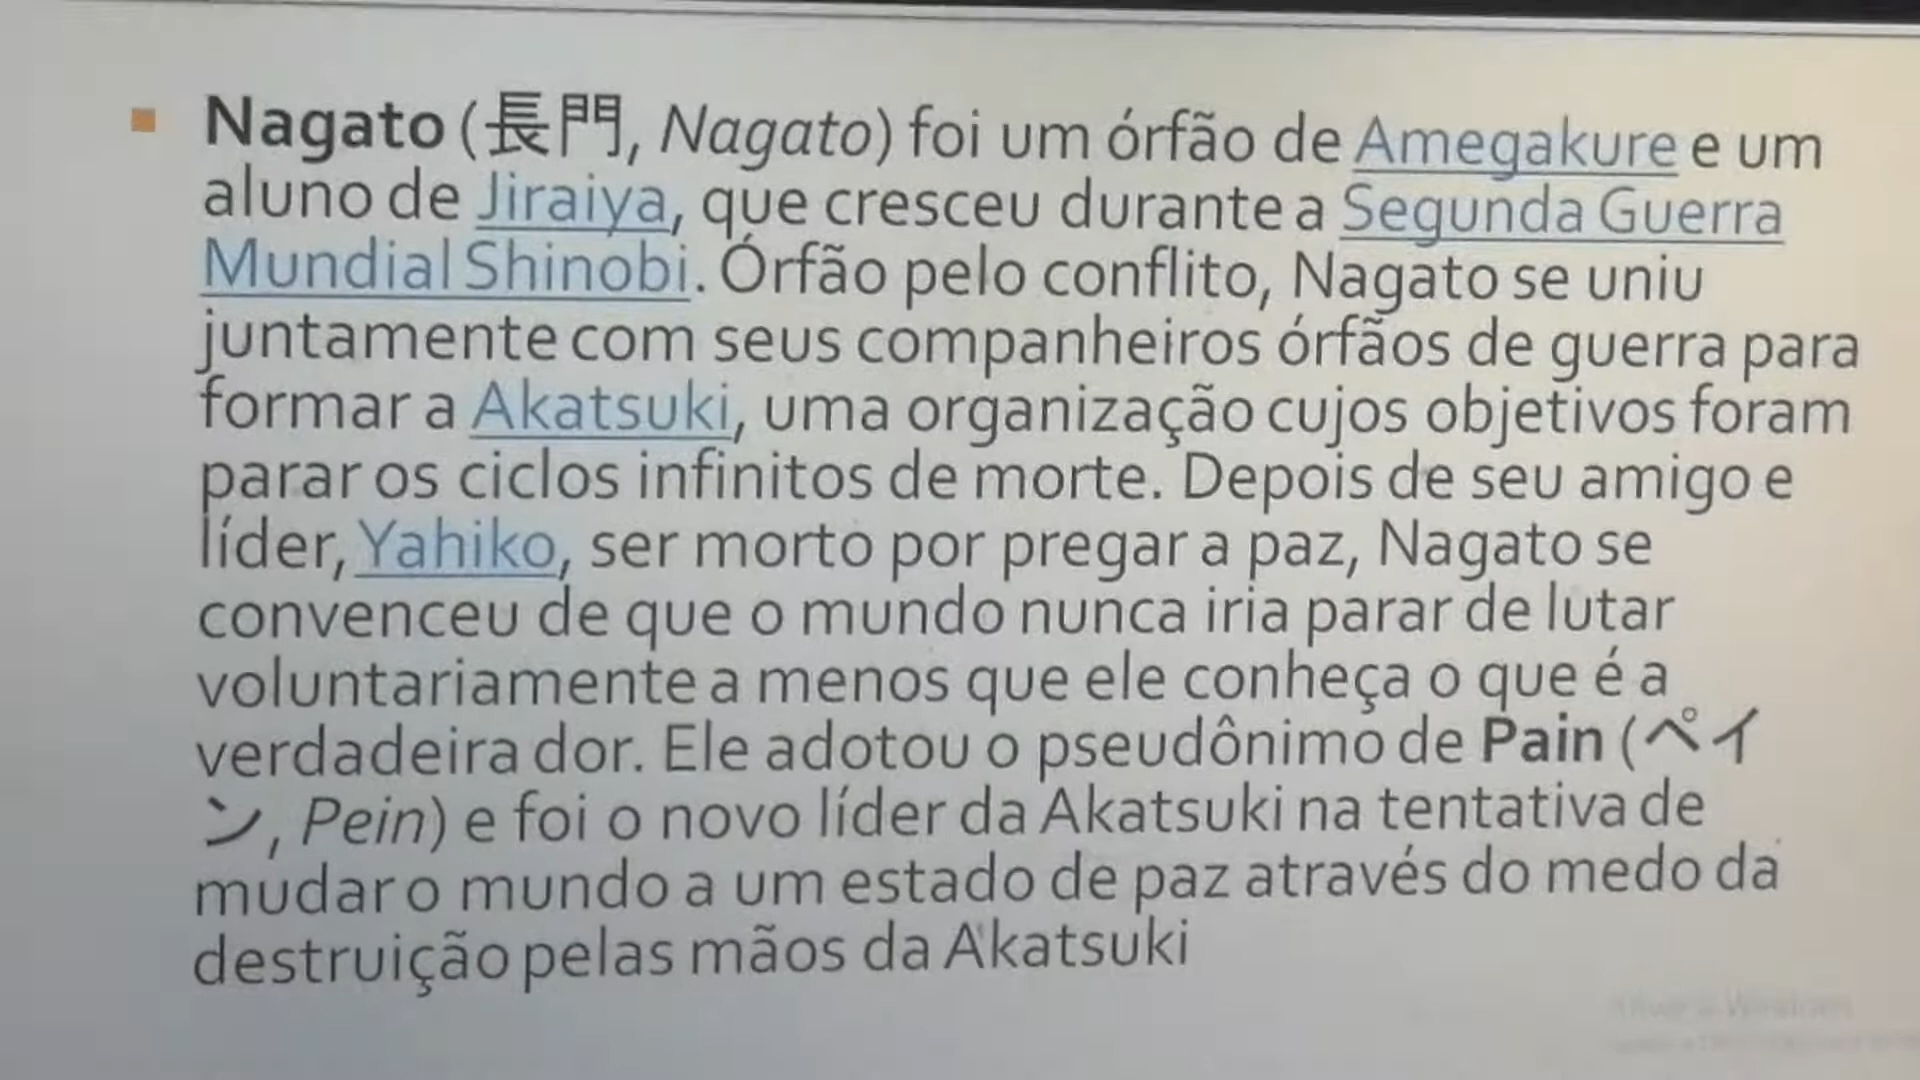 Nagato (長門, Nagato) foi um órfão de Amegakure e um
aluno de Jiraiya, que cresceu durante a Segunda Guerra
Mundial Shinobi. Órfão pelo conflito, Nagato se uniu
juntamente com seus companheiros órfãos de guerra para
formar a Akatsuki, uma organização cujos objetivos foram
parar os ciclos infinitos de morte. Depois de seu amigo e
líder, Yahiko, ser morto por pregar a paz, Nagato se
convenceu de que o mundo nunca iria parar de lutar
voluntariamente a menos que ele conheça o que é a
verdadeira dor. Ele adotou o pseudônimo de Pain (ペイ
ン, Pein) e foi o novo líder da Akatsuki na tentativa de
mudar o mundo a um estado de paz através do medo da
destruição pelas mãos da Akatsuki